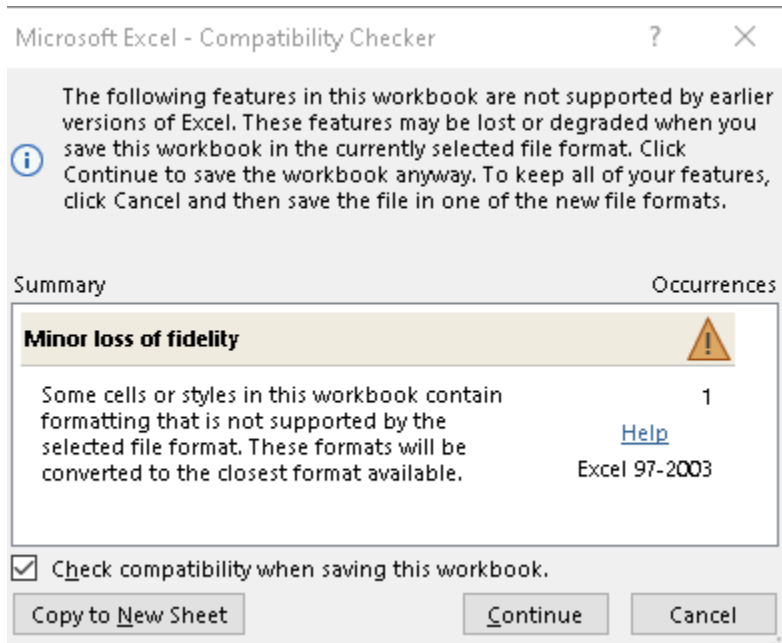 Microsoft Excel - Compatibility Checker ? ×
The following features in this workbook are not supported by earlier
versions of Excel. These features may be lost or degraded when you
save this workbook in the currently selected file format. Click
Continue to save the workbook anyway. To keep all of your features,
click Cancel and then save the file in one of the new file formats.
Summary Occurrences
Minor loss of fidelity
Some cells or styles in this workbook contain 1
formatting that is not supported by the
selected file format. These formats will be Help
converted to the closest format available. Excel 97-2003
Check compatibility when saving this workbook.
Copy to New Sheet Continue Cancel